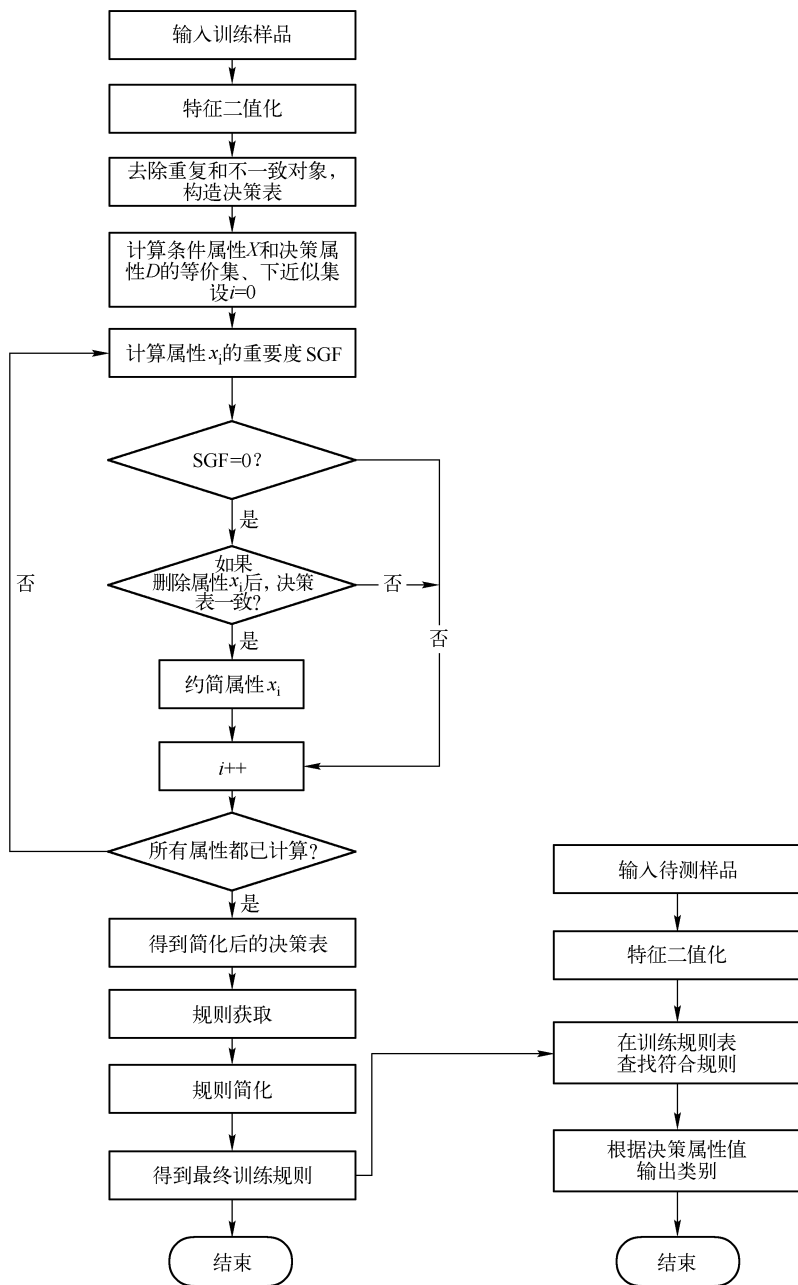 输入训练样品
特征二值化
去除重复和不一致对象，
构造决策表
计算条件属性X和决策属
性D的等价集、下近似集
设i=0
计算属性xi的重要度 SGF
SGF=0？
是
如果
删除属性xi后，决策
表一致？
否
否
否
是
约简属性xi
i++
所有属性都已计算？
是
得到简化后的决策表
规则获取
规则简化
得到最终训练规则
结束
输入待测样品
特征二值化
在训练规则表
查找符合规则
根据决策属性值
输出类别
结束